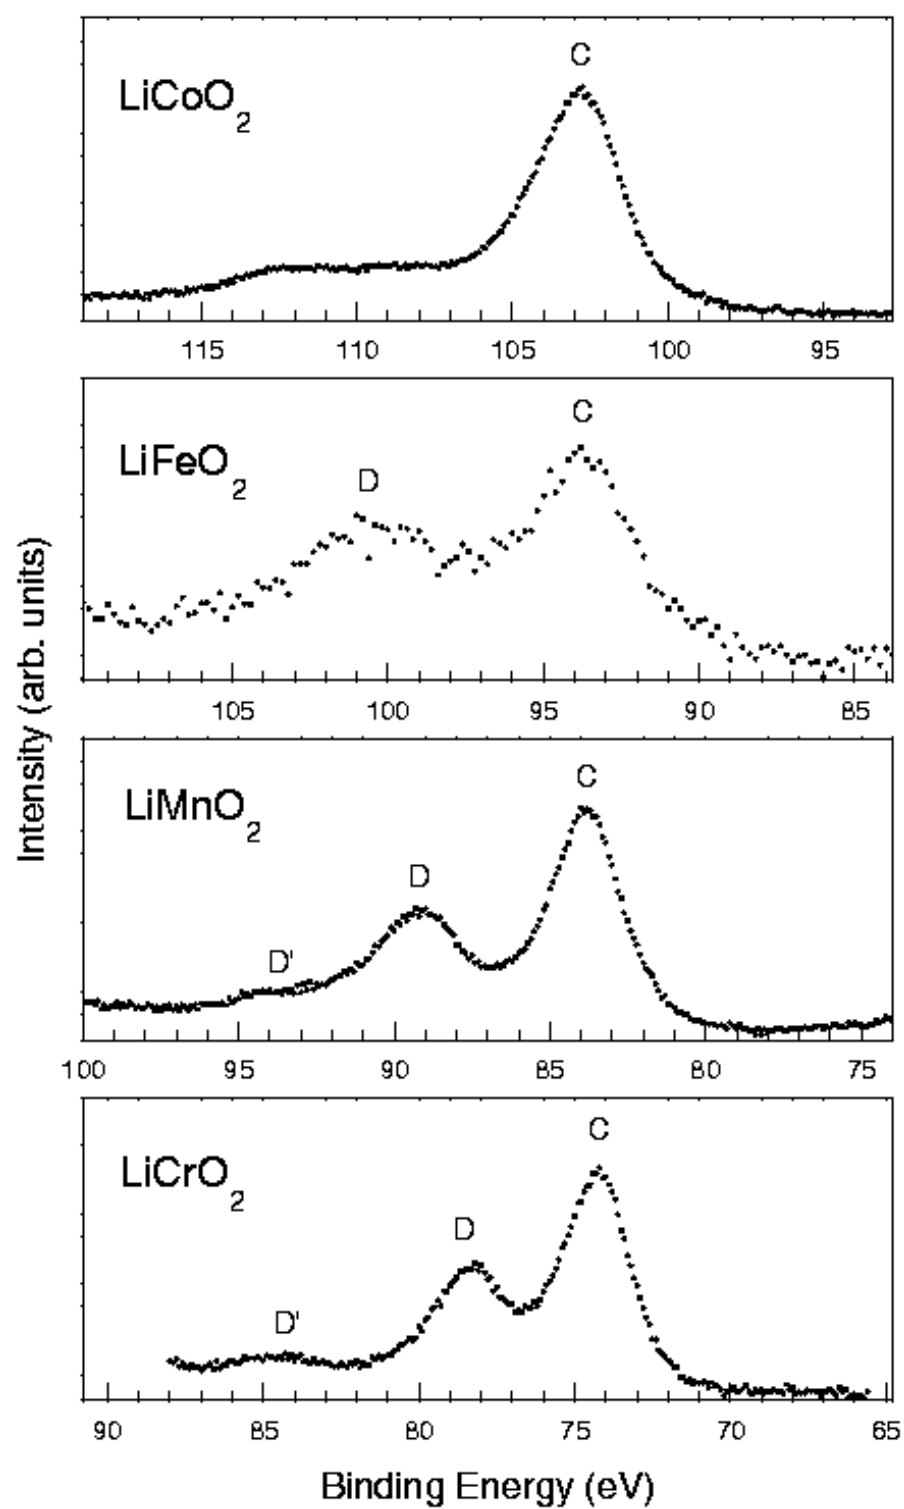 C
LiCoO2
115 110 105 100 95
C
LiFeO2
D
105 100 95 90 85
Intensity (arb. units)
C
LiMnO2
D
D'
100 95 90 85 80 75
C
LiCrO2
D
D'
90 85 80 75 70 65
Binding Energy (eV)